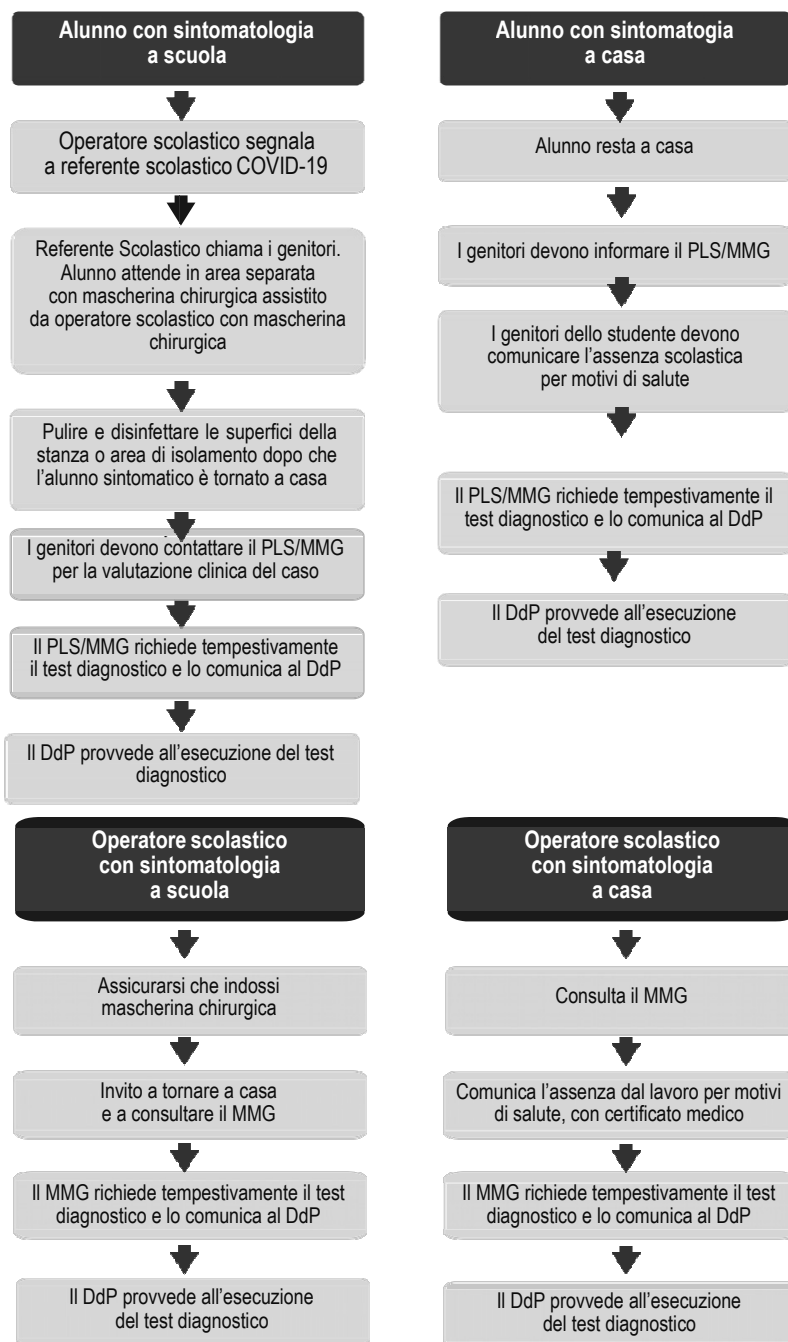 Alunno con sintomatologia
a scuola
Operatore scolastico segnala
a referente scolastico COVID-19
Referente Scolastico chiama i genitori.
Alunno attende in area separata
con mascherina chirurgica assistito
da operatore scolastico con mascherina
chirurgica
Pulire e disinfettare le superfici della
stanza o area di isolamento dopo che
l'alunno sintomatico è tornato a casa
I genitori devono contattare il PLS/MMG
per la valutazione clinica del caso
Il PLS/MMG richiede tempestivamente
il test diagnostico e lo comunica al DdP
Il DdP provvede all'esecuzione del test
diagnostico
Alunno con sintomatogia
a casa
Alunno resta a casa
I genitori devono informare il PLS/MMG
I genitori dello studente devono
comunicare l'assenza scolastica
per motivi di salute
Il PLS/MMG richiede tempestivamente il
test diagnostico e lo comunica al DdP
Il DdP provvede all'esecuzione
del test diagnostico
Operatore scolastico
con sintomatologia
a scuola
Assicurarsi che indossi
mascherina chirurgica
Invito a tornare a casa
e a consultare il MMG
Il MMG richiede tempestivamente il test
diagnostico e lo comunica al DdP
Il DdP provvede all'esecuzione
del test diagnostico
Operatore scolastico
con sintomatologia
a casa
Consulta il MMG
Comunica l'assenza dal lavoro per motivi
di salute, con certificato medico
Il MMG richiede tempestivamente il test
diagnostico e lo comunica al DdP
Il DdP provvede all'esecuzione
del test diagnostico